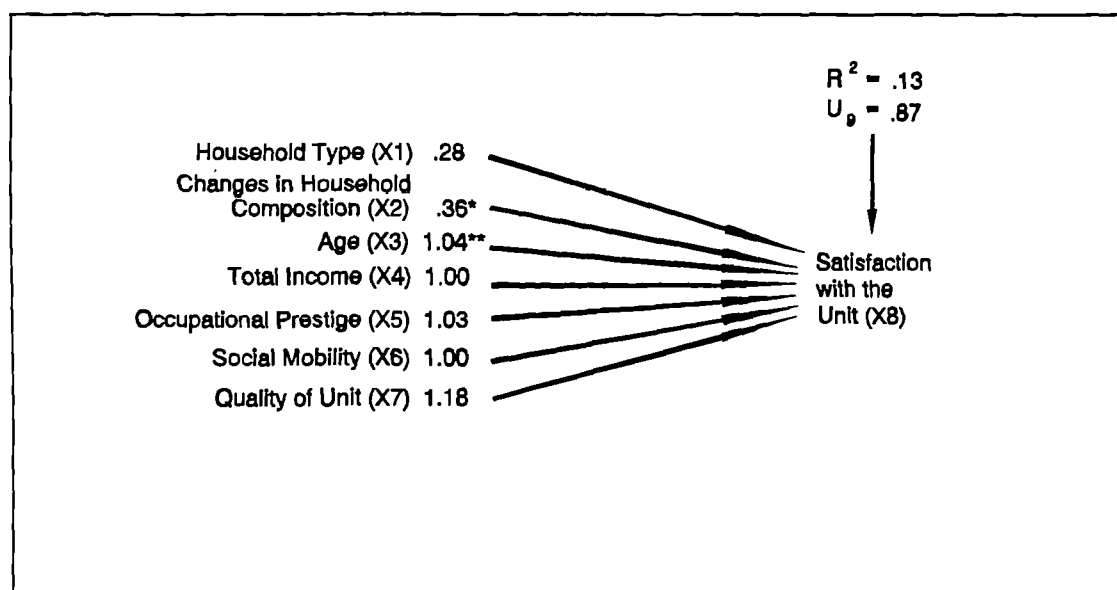 R² = .13
U₉ = .87
Household Type (X1) .28
Changes in Household
Composition (X2) .36*
Age (X3) 1.04**
Total Income (X4) 1.00
Occupational Prestige (X5) 1.03
Social Mobility (X6) 1.00
Quality of Unit (X7) 1.18
Satisfaction
with the
Unit (X8)